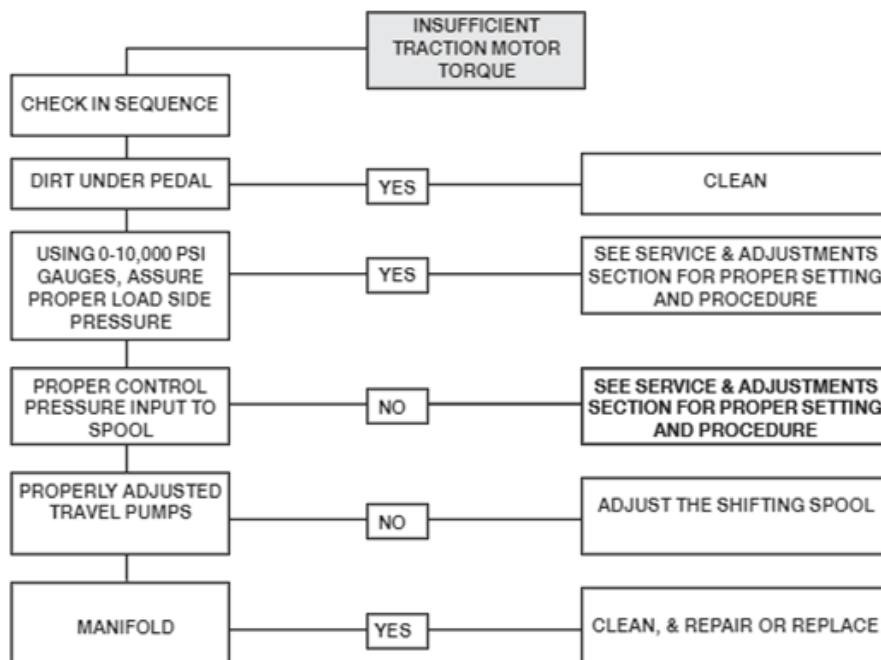 INSUFFICIENT
TRACTION MOTOR
TORQUE
CHECK IN SEQUENCE
DIRT UNDER PEDAL
YES
CLEAN
USING 0-10,000 PSI
GAUGES, ASSURE
PROPER LOAD SIDE
PRESSURE
YES
SEE SERVICE & ADJUSTMENTS
SECTION FOR PROPER SETTING
AND PROCEDURE
PROPER CONTROL
PRESSURE INPUT TO
SPOOL
NO
SEE SERVICE & ADJUSTMENTS
SECTION FOR PROPER SETTING
AND PROCEDURE
PROPERLY ADJUSTED
TRAVEL PUMPS
NO
ADJUST THE SHIFTING SPOOL
MANIFOLD
YES
CLEAN, & REPAIR OR REPLACE